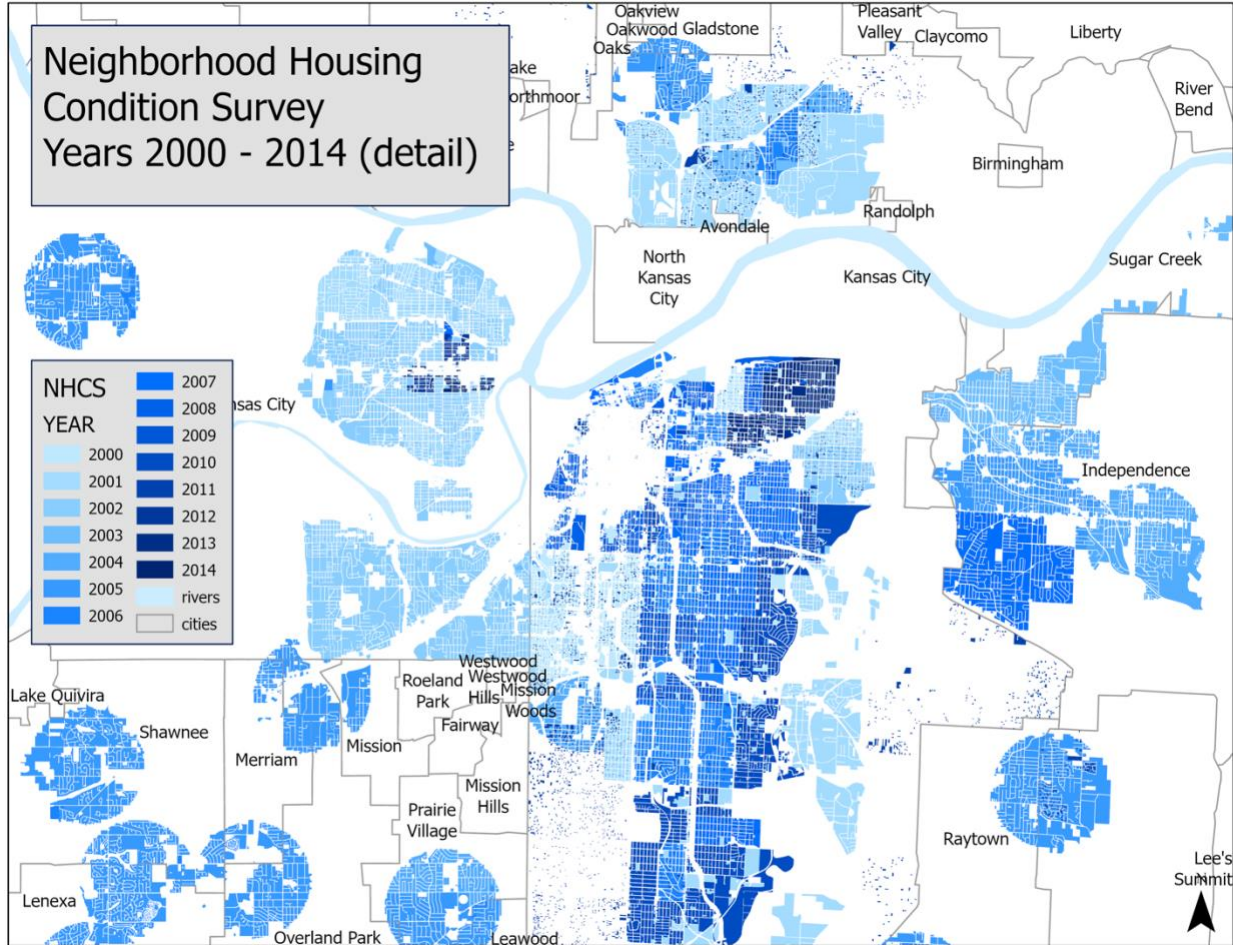 Neighborhood Housing
Condition Survey
Years 2000 - 2014 (detail)
Oakview
Oakwood
Gladstone
Oaks
Pleasant
Valley
Claycomo
Liberty
River
Bend
ake
orthmoor
e
Birmingham
Randolph
Avondale
North
Kansas
City
Kansas City
Sugar Creek
NHCS
YEAR
2000
2001
2002
2003
2004
2005
2006
2007
2008
2009
2010
2011
2012
2013
2014
rivers
cities
nsas City
Independence
Lake Quivira
Shawnee
Merriam
Mission
Roeland
Park
Westwood
Westwood
Hills
Mission
Woods
Fairway
Mission
Hills
Prairie
Village
Raytown
Lee's
Summit
N
Lenexa
Overland Park
Leawood